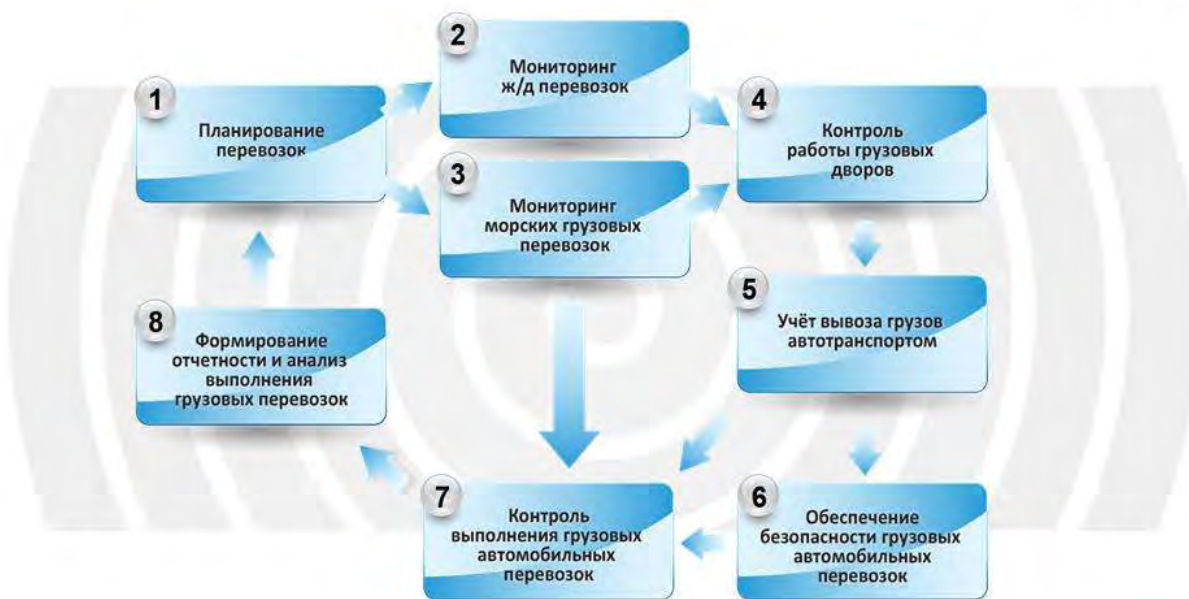 1
Планирование
перевозок
2
Мониторинг
ж/д перевозок
3
Мониторинг
морских грузовых
перевозок
4
Контроль
работы грузовых
дворов
5
Учёт вывоза грузов
автотранспортом
6
Обеспечение
безопасности грузовых
автомобильных
перевозок
7
Контроль
выполнения грузовых
автомобильных
перевозок
8
Формирование
отчетности и анализ
выполнения
грузовых перевозок